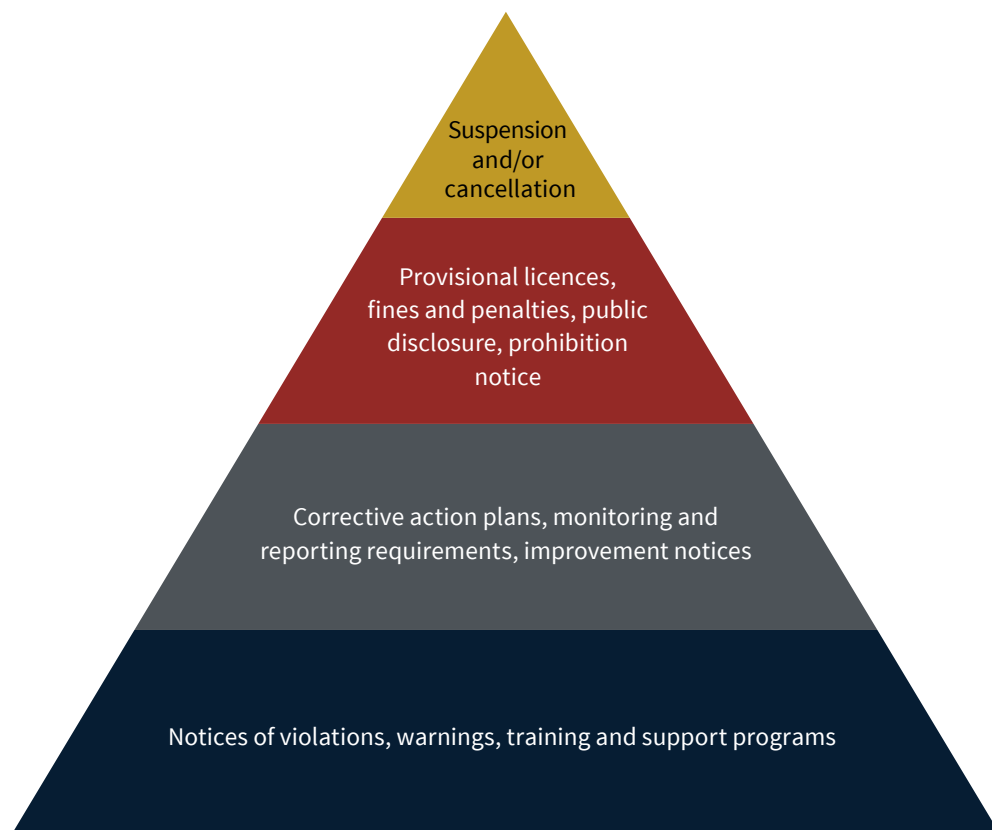 Suspension
and/or
cancellation
Provisional licences,
fines and penalties, public
disclosure, prohibition
notice
Corrective action plans, monitoring and
reporting requirements, improvement notices
Notices of violations, warnings, training and support programs